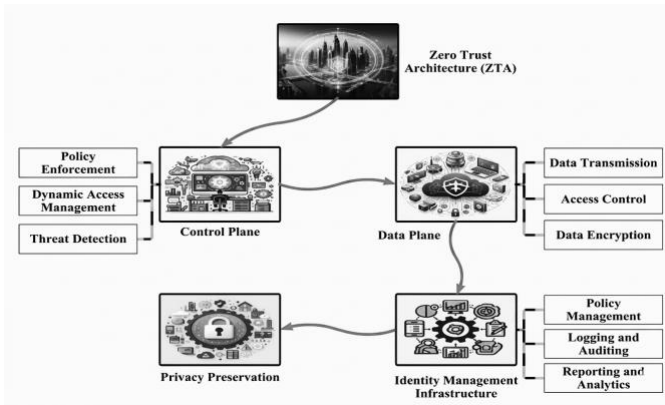 Zero Trust
Architecture (ZTA)
Policy
Enforcement
Dynamic Access
Management
Threat Detection
Control Plane
Data Plane
Data Transmission
Access Control
Data Encryption
Privacy Preservation
Identity Management
Infrastructure
Policy
Management
Logging and
Auditing
Reporting and
Analytics